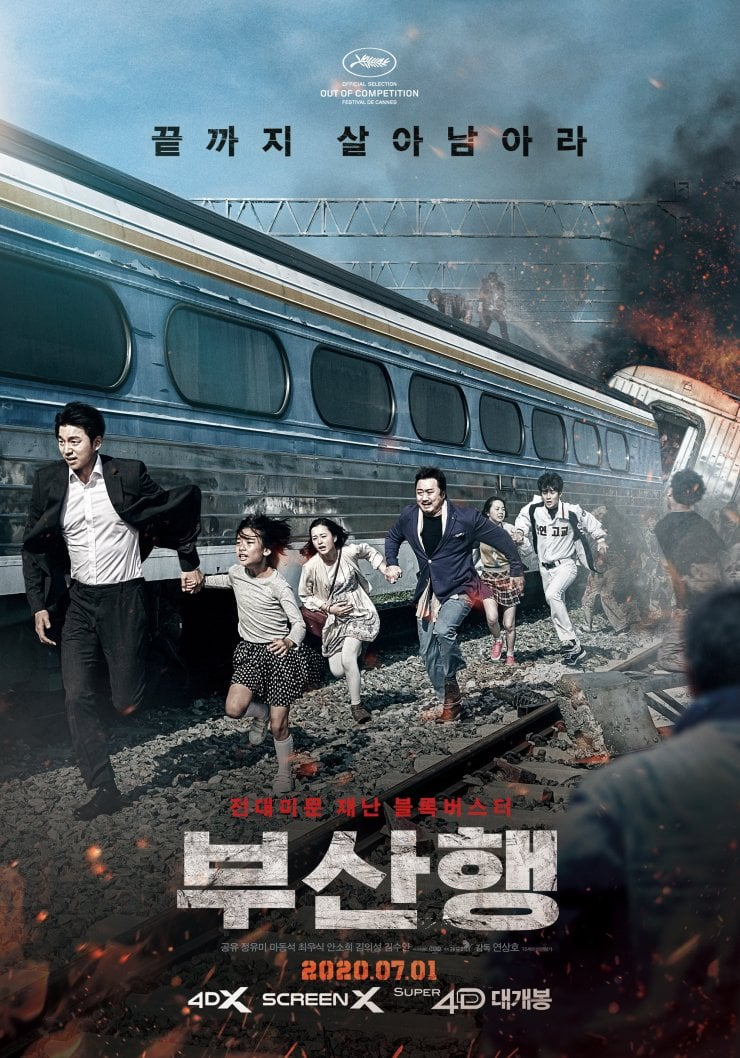 OFFICIAL SELECTION
OUT OF COMPETITION
FESTIVAL DE CANNES
끝까지 살아남아라
연 고교
전대미문 재난 블록버스터
부산행
공유 정유미 마동석 최우식 안소희 김의성 김수안 감독 연상호
2020.07.01
4DX SCREENX SUPER 4D 대개봉